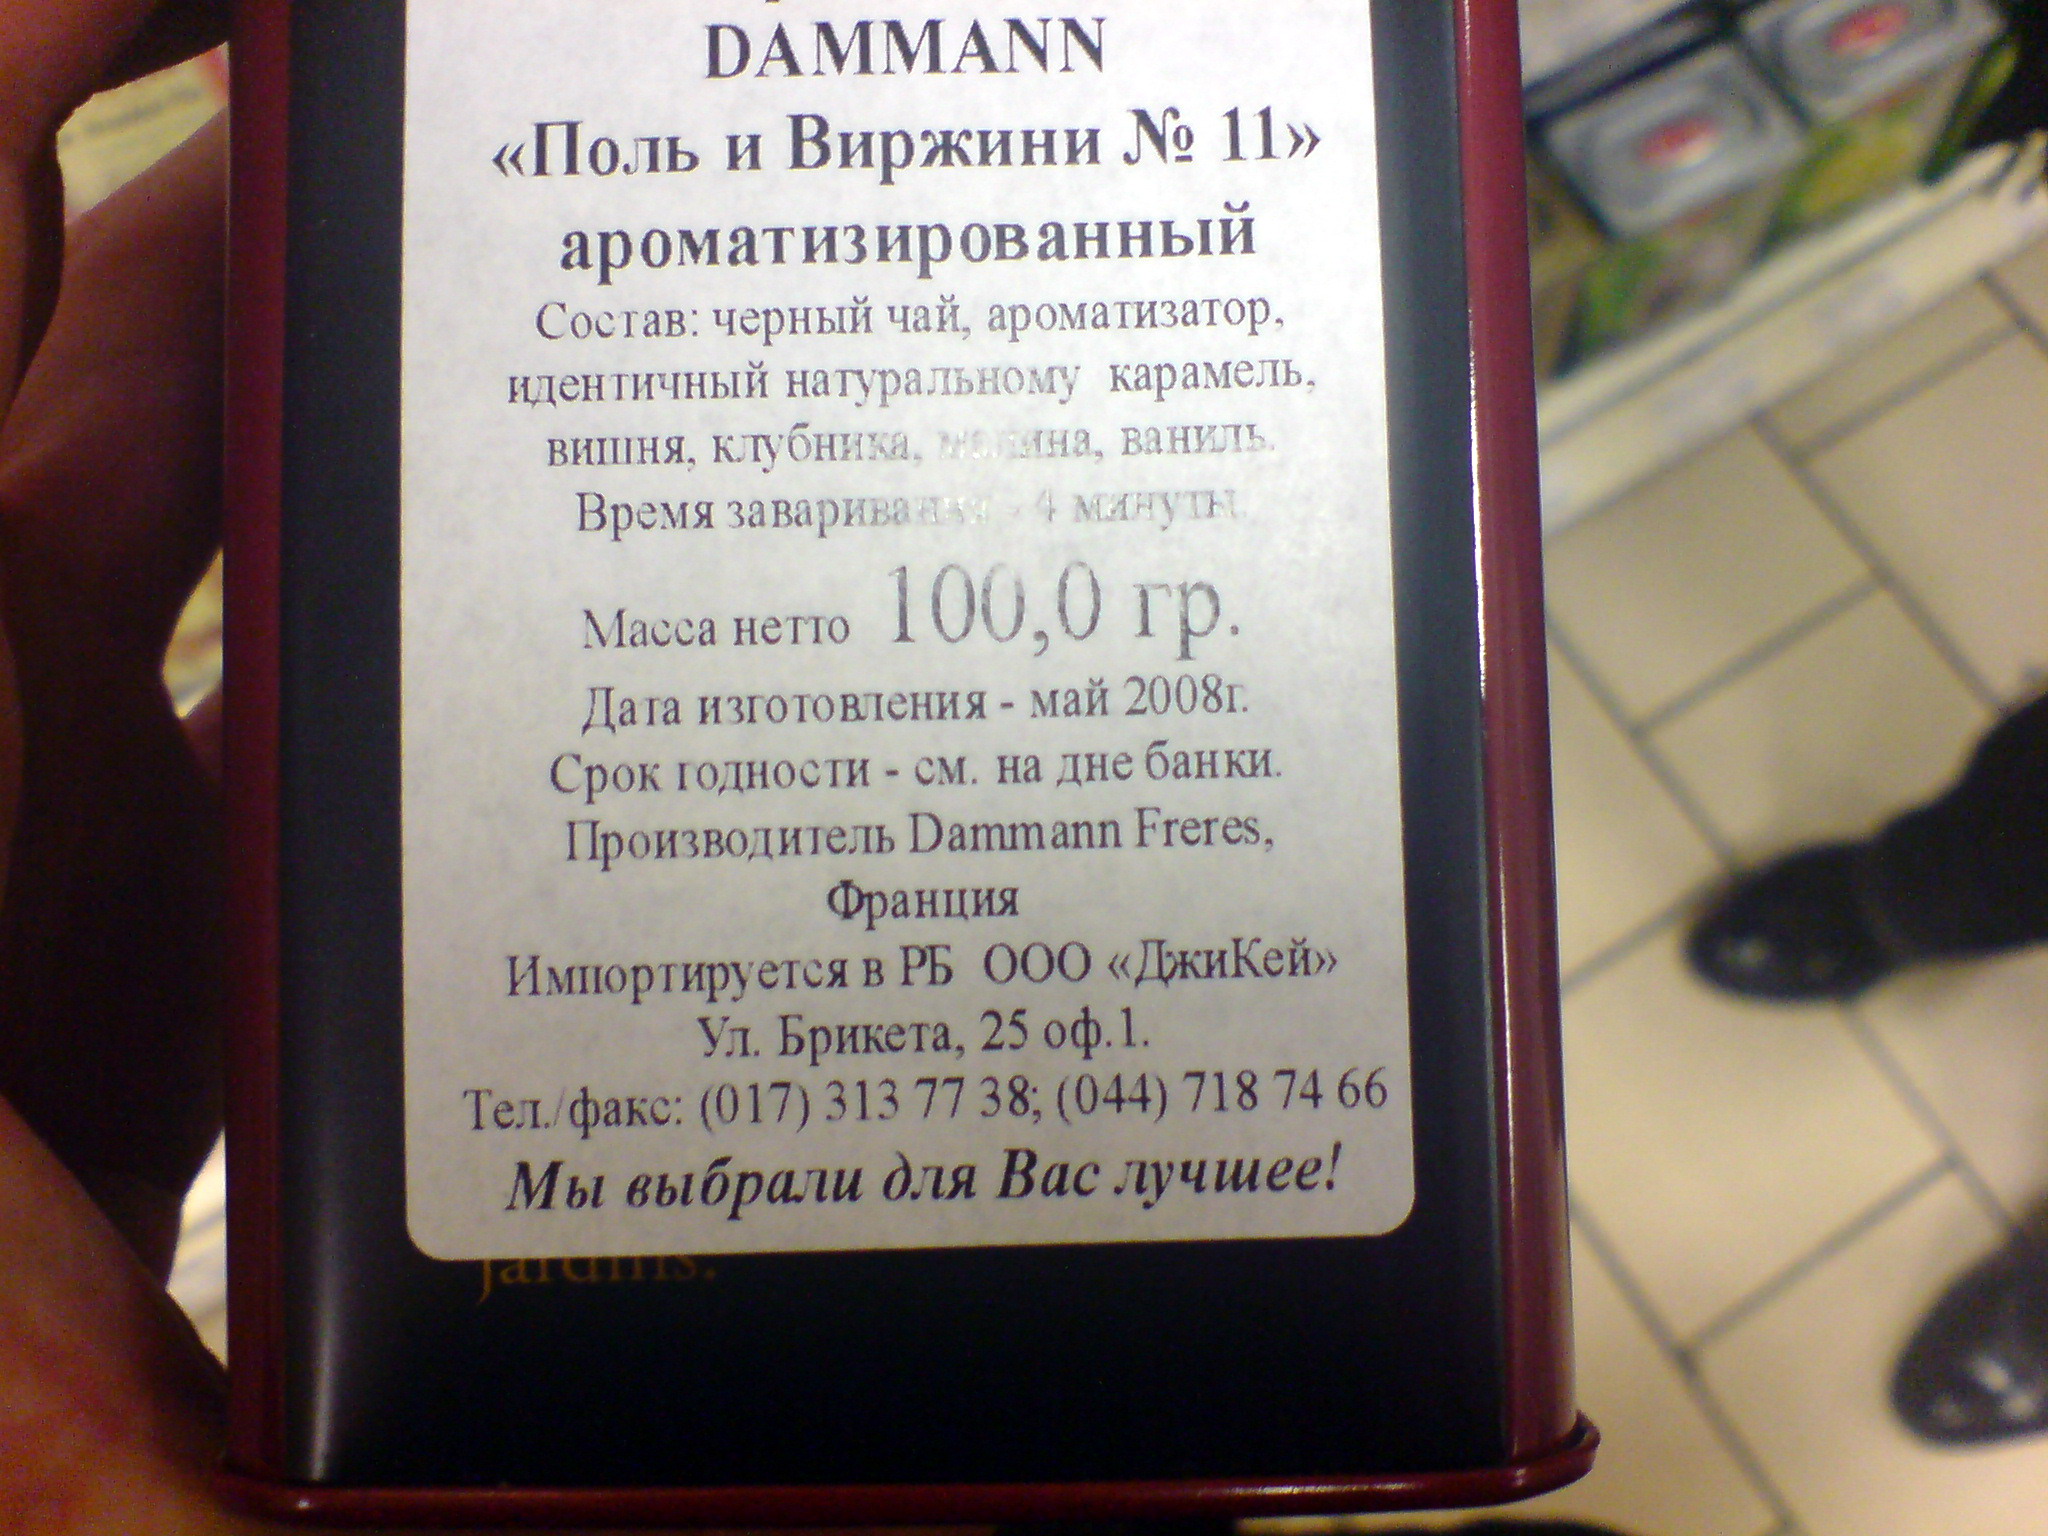 DAMMANN
«Поль и Виржини № 11»
ароматизированный
Состав: черный чай, ароматизатор,
идентичный натуральному карамель,
вишня, клубника, малина, ваниль.
Время заваривания - 4 минуты.
Масса нетто 100,0 гр.
Дата изготовления - май 2008г.
Срок годности - см. на дне банки.
Производитель Dammann Freres,
Франция
Импортируется в РБ ООО «ДжиКей»
Ул. Брикета, 25 оф.1.
Тел./факс: (017) 313 77 38; (044) 718 74 66
Мы выбрали для Вас лучшее!
jardins.